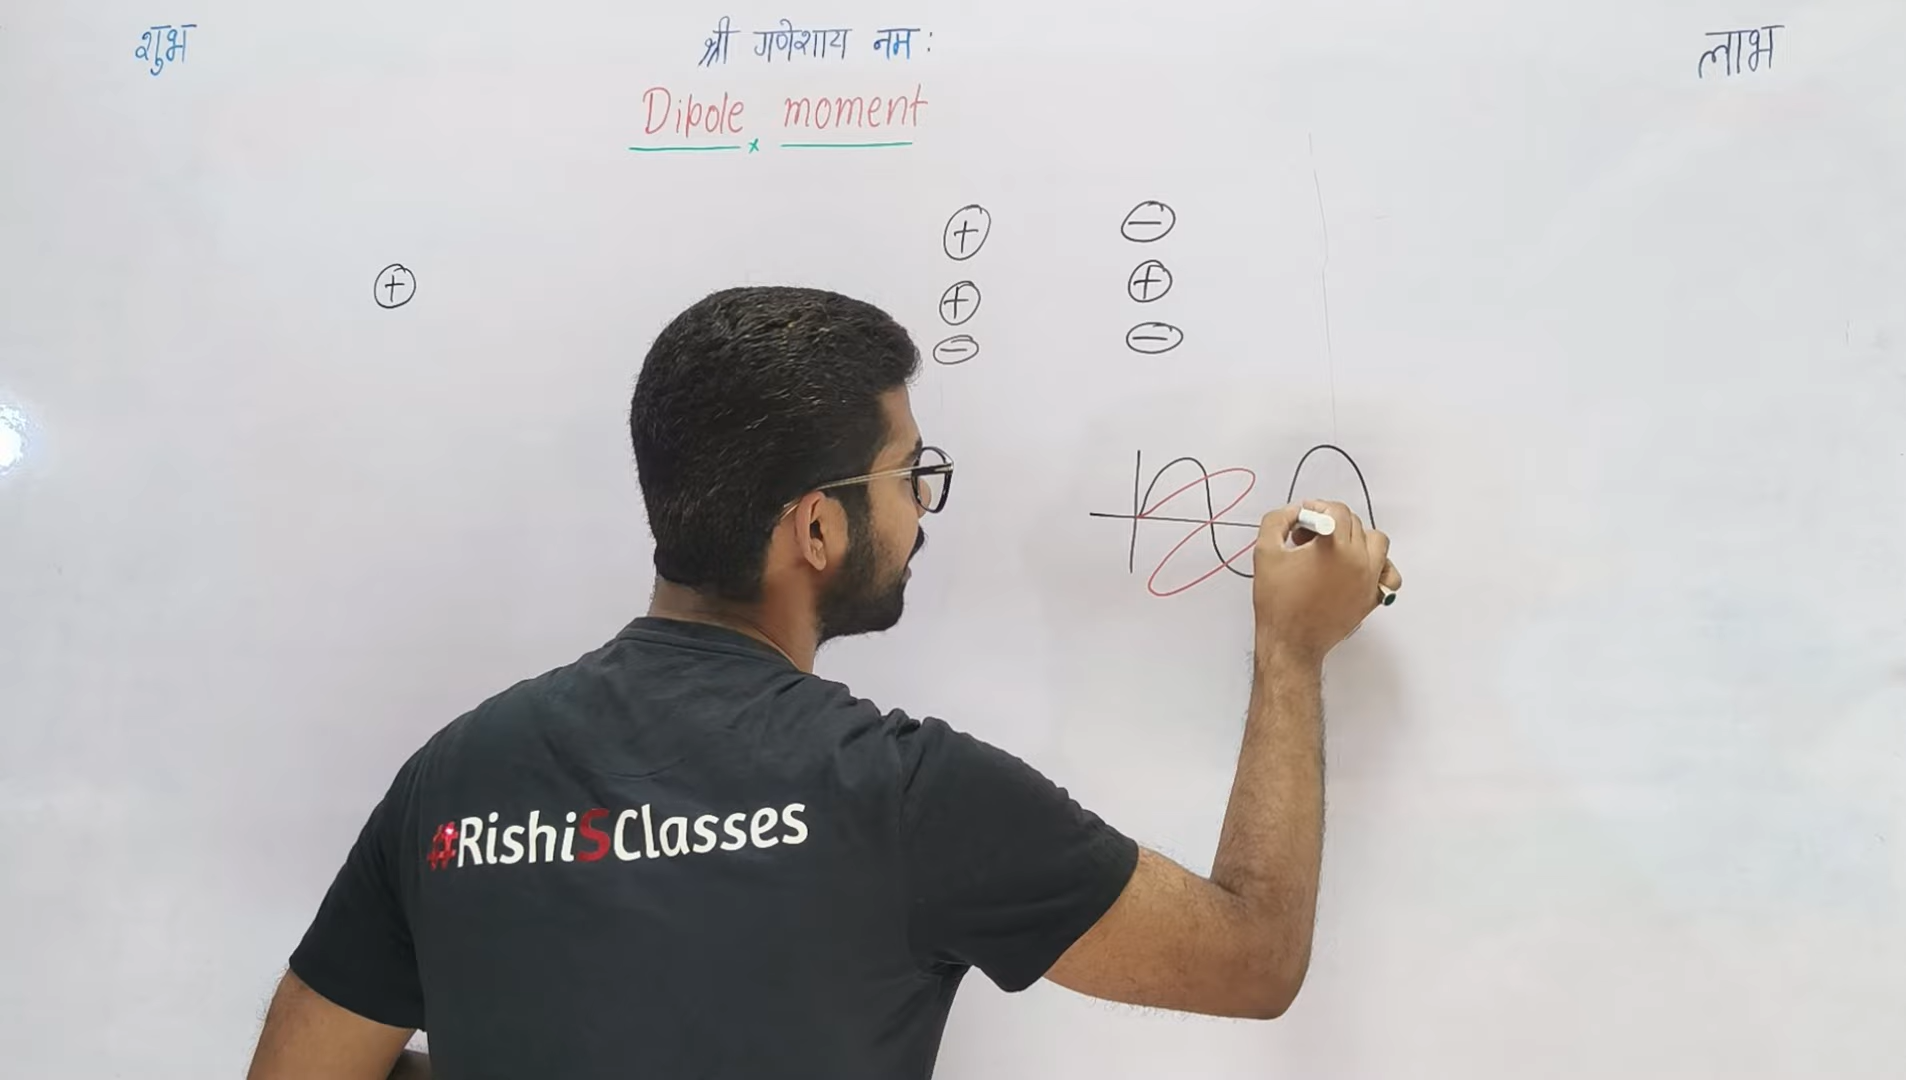 शुभ
श्री गणेशाय नमः
लाभ
Dipole moment
+
+
-
+
+
-
-
#RishiSClasses